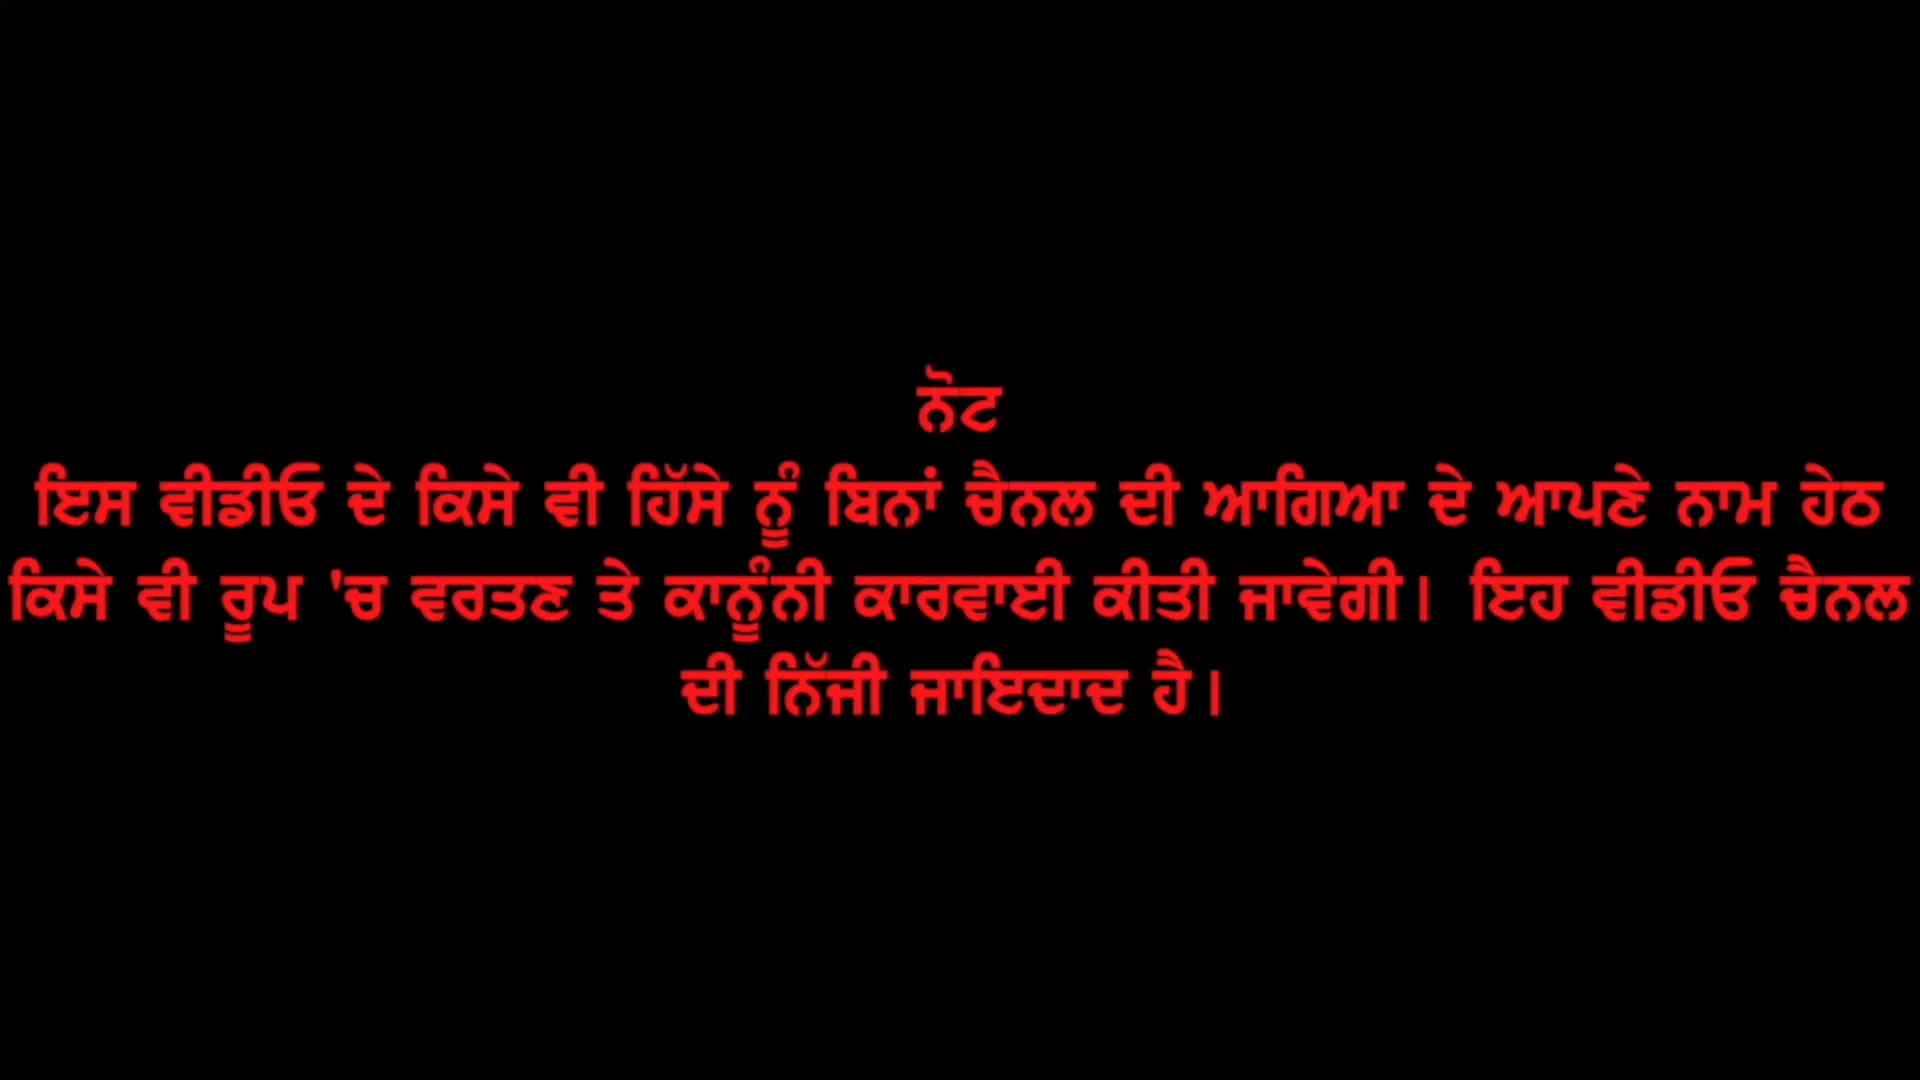 ਨੋਟ
ਇਸ ਵੀਡੀਓ ਦੇ ਕਿਸੇ ਵੀ ਹਿੱਸੇ ਨੂੰ ਬਿਨਾਂ ਚੈਨਲ ਦੀ ਆਗਿਆ ਦੇ ਆਪਣੇ ਨਾਮ ਹੇਠ
ਕਿਸੇ ਵੀ ਰੂਪ 'ਚ ਵਰਤਣ ਤੇ ਕਾਨੂੰਨੀ ਕਾਰਵਾਈ ਕੀਤੀ ਜਾਵੇਗੀ। ਇਹ ਵੀਡੀਓ ਚੈਨਲ
ਦੀ ਨਿੱਜੀ ਜਾਇਦਾਦ ਹੈ।